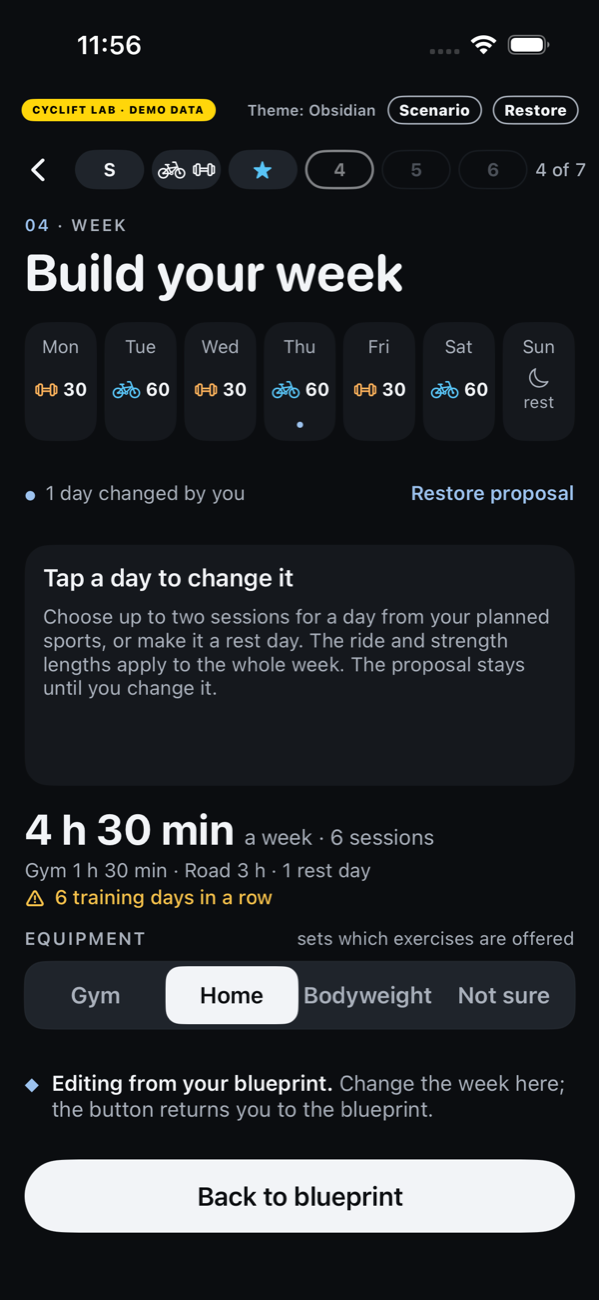 11:56
CYCLIFT LAB · DEMO DATA
Theme: Obsidian
Scenario
Restore
S
4
5
6
4 of 7
04 · WEEK
Build your week
Mon
Tue
Wed
Thu
Fri
Sat
Sun
30
60
30
60
30
60
rest
1 day changed by you
Restore proposal
Tap a day to change it
Choose up to two sessions for a day from your planned
sports, or make it a rest day. The ride and strength
lengths apply to the whole week. The proposal stays
until you change it.
4 h 30 min a week · 6 sessions
Gym 1 h 30 min · Road 3 h · 1 rest day
6 training days in a row
EQUIPMENT
sets which exercises are offered
Gym
Home
Bodyweight
Not sure
Editing from your blueprint. Change the week here;
the button returns you to the blueprint.
Back to blueprint